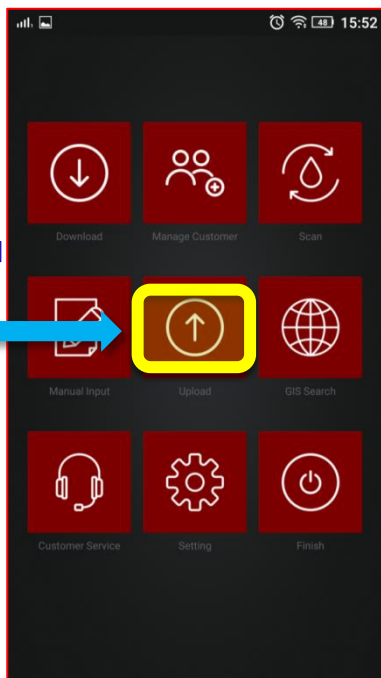 48 15:52
Download Manage Customer Scan
Manual Input Upload GIS Search
Customer Service Setting Finish